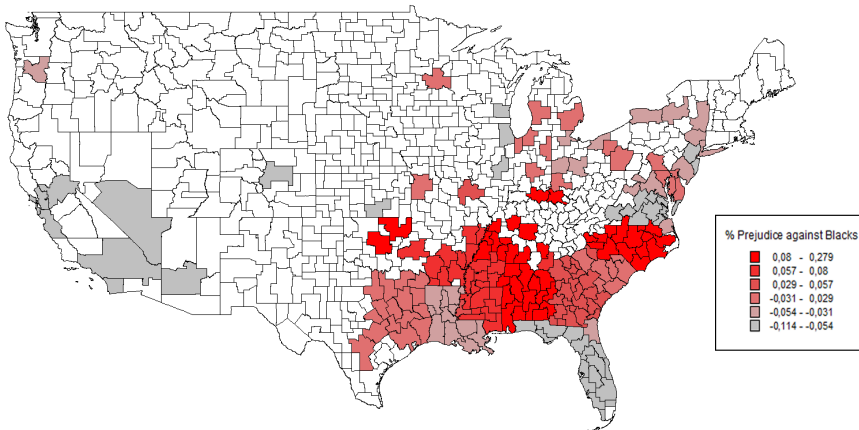 % Prejudice against Blacks
0,08 - 0,279
0,057 - 0,08
0,029 - 0,057
-0,031 - 0,029
-0,054 - -0,031
-0,114 - -0,054